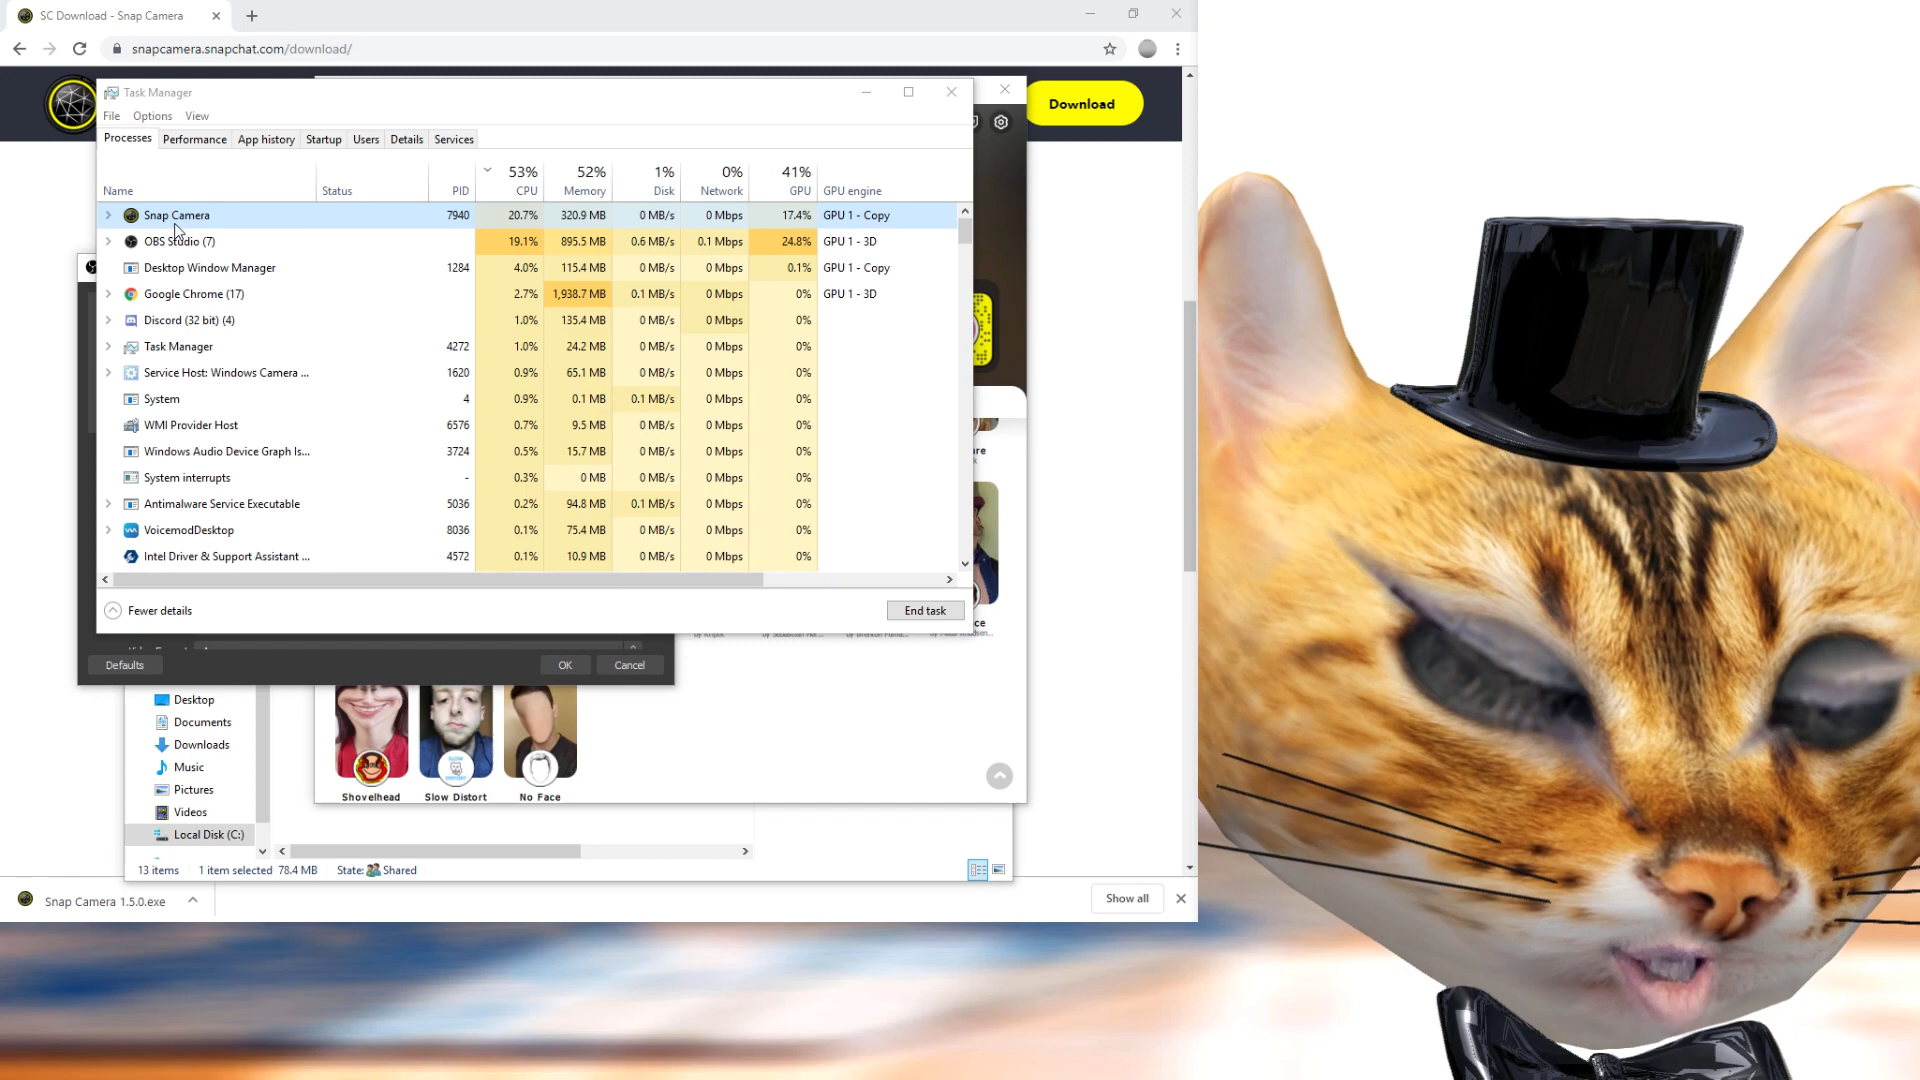 SC Download - Snap Camera
snapcamera.snapchat.com/download/
Download
Task Manager
File Options View
Processes Performance App history Startup Users Details Services
53% 52% 1% 0% 41%
Name Status PID CPU Memory Disk Network GPU GPU engine
Snap Camera 7940 20.7% 320.9 MB 0 MB/s 0 Mbps 17.4% GPU 1 - Copy
OBS Studio (7) 19.1% 895.5 MB 0.6 MB/s 0.1 Mbps 24.8% GPU 1 - 3D
Desktop Window Manager 1284 4.0% 115.4 MB 0 MB/s 0 Mbps 0.1% GPU 1 - Copy
Google Chrome (17) 2.7% 1,938.7 MB 0.1 MB/s 0 Mbps 0% GPU 1 - 3D
Discord (32 bit) (4) 1.0% 135.4 MB 0 MB/s 0 Mbps 0%
Task Manager 4272 1.0% 24.2 MB 0 MB/s 0 Mbps 0%
Service Host: Windows Camera ... 1620 0.9% 65.1 MB 0 MB/s 0 Mbps 0%
System 4 0.9% 0.1 MB 0.1 MB/s 0 Mbps 0%
WMI Provider Host 6576 0.7% 9.5 MB 0 MB/s 0 Mbps 0%
Windows Audio Device Graph Is... 3724 0.5% 15.7 MB 0 MB/s 0 Mbps 0%
System interrupts - 0.3% 0 MB 0 MB/s 0 Mbps 0%
Antimalware Service Executable 5036 0.2% 94.8 MB 0.1 MB/s 0 Mbps 0%
VoicemodDesktop 8036 0.1% 75.4 MB 0 MB/s 0 Mbps 0%
Intel Driver & Support Assistant ... 4572 0.1% 10.9 MB 0 MB/s 0 Mbps 0%
Fewer details End task
Defaults OK Cancel
Desktop
Documents
Downloads
Music
Pictures
Videos
Local Disk (C:)
Shovelhead Slow Distort No Face
13 items 1 item selected 78.4 MB State: Shared
Snap Camera 1.5.0.exe Show all